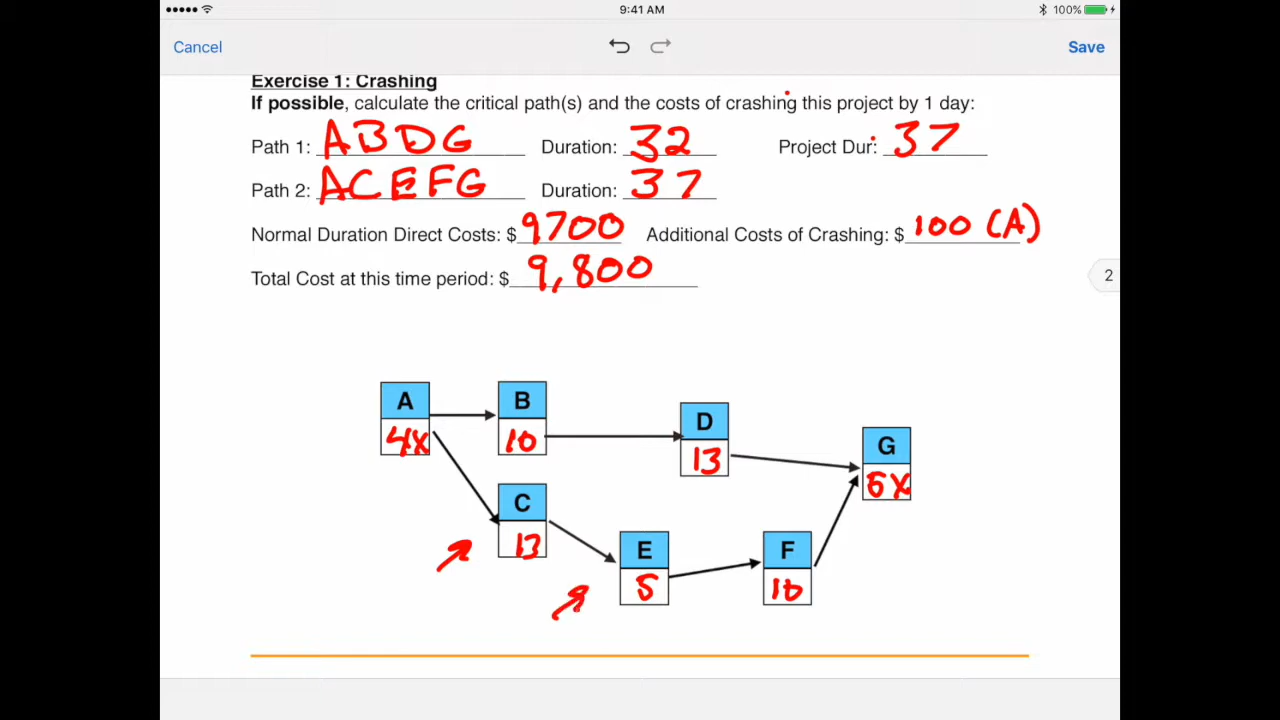 9:41 AM
100%
Cancel
Save
Exercise 1: Crashing
If possible, calculate the critical path(s) and the costs of crashing this project by 1 day:
Path 1: ABDG Duration: 32 Project Dur: 37
Path 2: ACEFG Duration: 37
Normal Duration Direct Costs: $ 9700 Additional Costs of Crashing: $ 100 (A)
Total Cost at this time period: $ 9,800
2
A
4x
B
10
D
13
G
5x
C
13
E
5
F
10